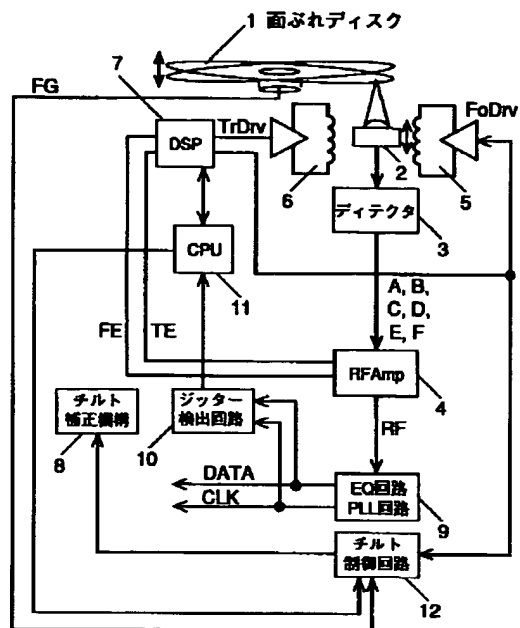 1 面ぶれディスク
FG
7
TrDrv
FoDrv
DSP
2
6
5
ディテクタ
3
CPU
11
A, B,
C, D,
E, F
FE
TE
RFAmp
4
チルト
補正機構
8
ジッター
検出回路
10
RF
DATA
CLK
EQ回路
PLL回路
9
チルト
制御回路
12